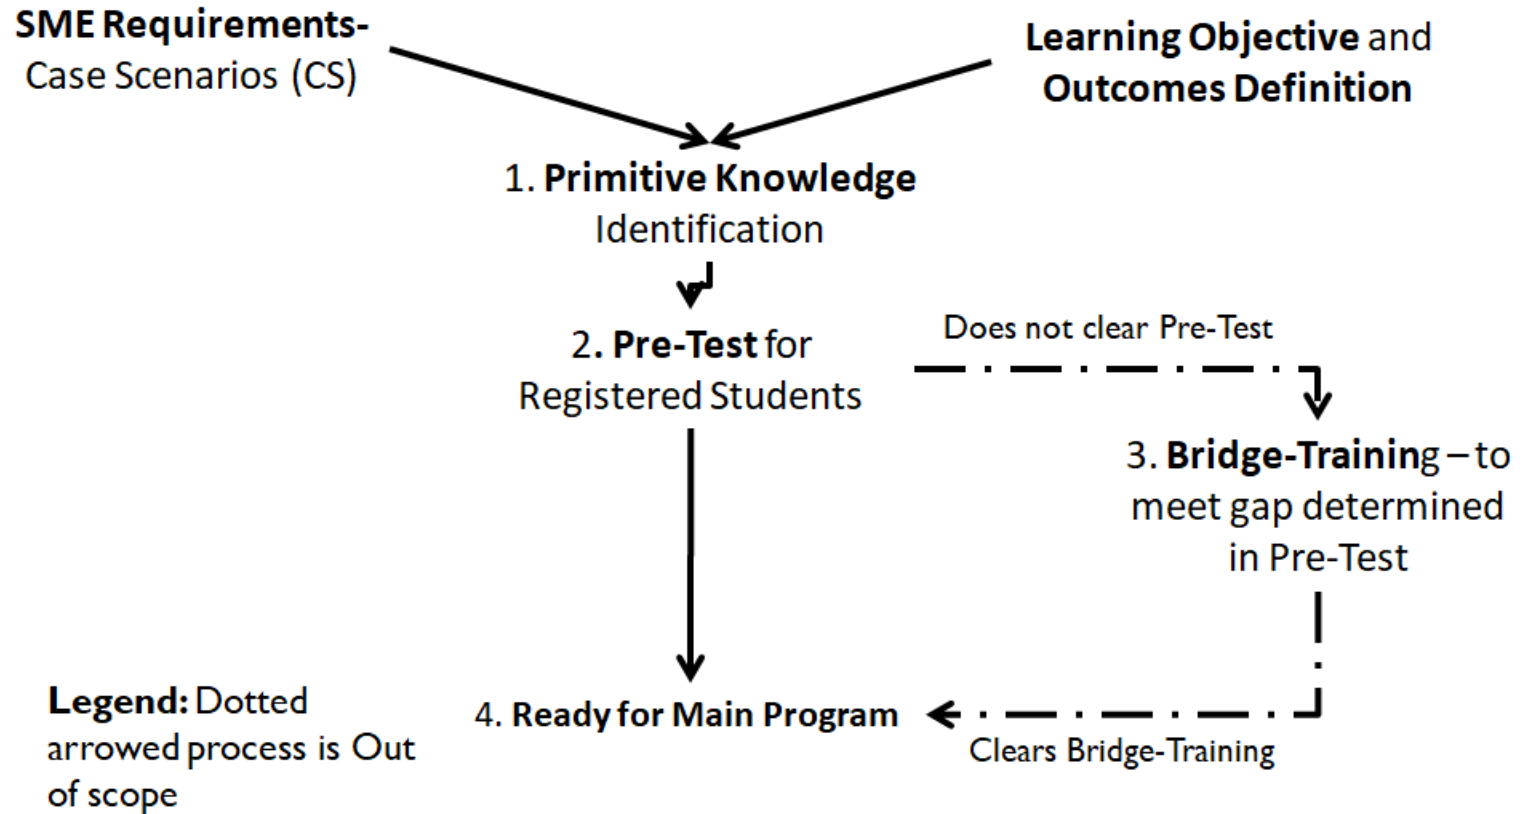 SME Requirements-
Case Scenarios (CS)
Learning Objective and
Outcomes Definition
1. Primitive Knowledge
Identification
2. Pre-Test for
Registered Students
Does not clear Pre-Test
3. Bridge-Training – to
meet gap determined
in Pre-Test
4. Ready for Main Program
Clears Bridge-Training
Legend: Dotted
arrowed process is Out
of scope